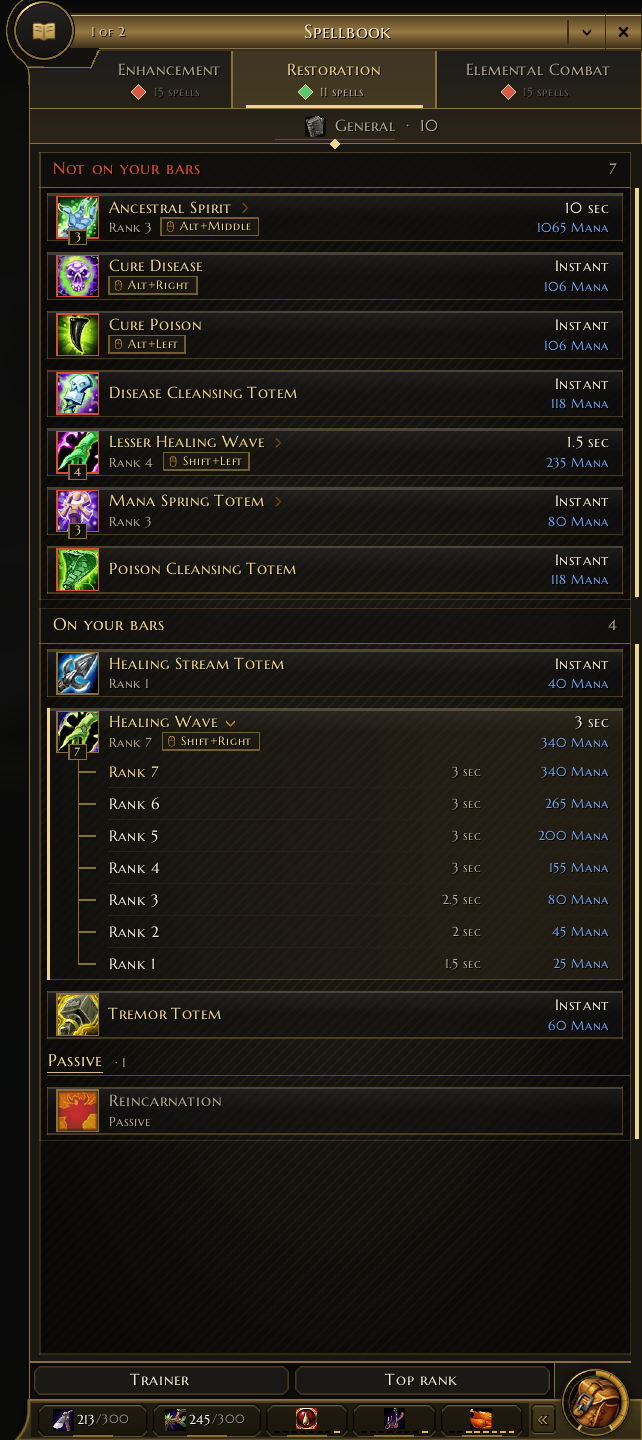 1 of 2
Spellbook
Enhancement
15 spells
Restoration
11 spells
Elemental Combat
15 spells
General · 10
Not on your bars
7
Ancestral Spirit
10 sec
3
Rank 3
Alt+Middle
1065 Mana
Cure Disease
Instant
Alt+Right
106 Mana
Cure Poison
Instant
Alt+Left
106 Mana
Disease Cleansing Totem
Instant
118 Mana
Lesser Healing Wave
1.5 sec
4
Rank 4
Shift+Left
235 Mana
Mana Spring Totem
Instant
3
Rank 3
80 Mana
Poison Cleansing Totem
Instant
118 Mana
On your bars
4
Healing Stream Totem
Instant
Rank 1
40 Mana
Healing Wave
3 sec
7
Rank 7
Shift+Right
340 Mana
Rank 7
3 sec
340 Mana
Rank 6
3 sec
265 Mana
Rank 5
3 sec
200 Mana
Rank 4
3 sec
155 Mana
Rank 3
2.5 sec
80 Mana
Rank 2
2 sec
45 Mana
Rank 1
1.5 sec
25 Mana
Tremor Totem
Instant
60 Mana
Passive · 1
Reincarnation
Passive
Trainer
Top rank
213/300
245/300